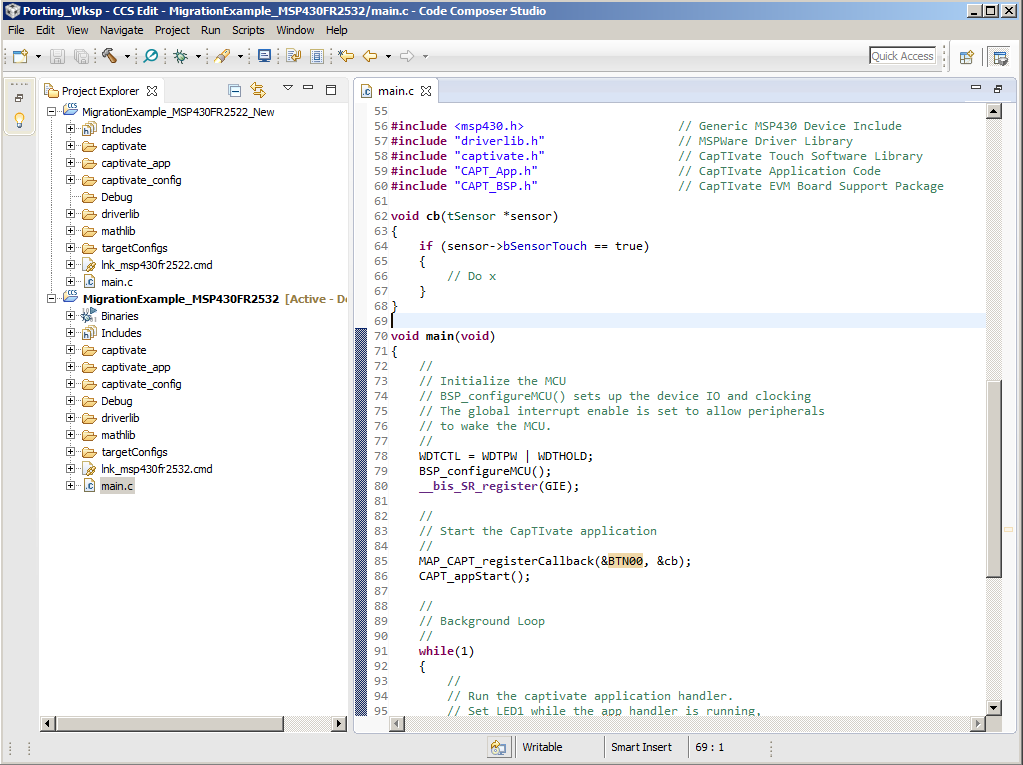 Porting_Wksp - CCS Edit - MigrationExample_MSP430FR2532/main.c - Code Composer Studio
File Edit View Navigate Project Run Scripts Window Help
Quick Access
Project Explorer
MigrationExample_MSP430FR2522_New
Includes
captivate
captivate_app
captivate_config
Debug
driverlib
mathlib
targetConfigs
lnk_msp430fr2522.cmd
main.c
MigrationExample_MSP430FR2532 [Active - De
Binaries
Includes
captivate
captivate_app
captivate_config
Debug
driverlib
mathlib
targetConfigs
lnk_msp430fr2532.cmd
main.c
main.c
55
56 #include <msp430.h> // Generic MSP430 Device Include
57 #include "driverlib.h" // MSPWare Driver Library
58 #include "captivate.h" // CapTIvate Touch Software Library
59 #include "CAPT_App.h" // CapTIvate Application Code
60 #include "CAPT_BSP.h" // CapTIvate EVM Board Support Package
61
62 void cb(tSensor *sensor)
63 {
64 if (sensor->bSensorTouch == true)
65 {
66 // Do x
67 }
68 }
69
70 void main(void)
71 {
72 //
73 // Initialize the MCU
74 // BSP_configureMCU() sets up the device IO and clocking
75 // The global interrupt enable is set to allow peripherals
76 // to wake the MCU.
77 //
78 WDTCTL = WDTPW | WDTHOLD;
79 BSP_configureMCU();
80 __bis_SR_register(GIE);
81
82 //
83 // Start the CapTIvate application
84 //
85 MAP_CAPT_registerCallback(&BTN00, &cb);
86 CAPT_appStart();
87
88 //
89 // Background Loop
90 //
91 while(1)
92 {
93 //
94 // Run the captivate application handler.
95 // Set LED1 while the app handler is running,
Writable Smart Insert 69 : 1